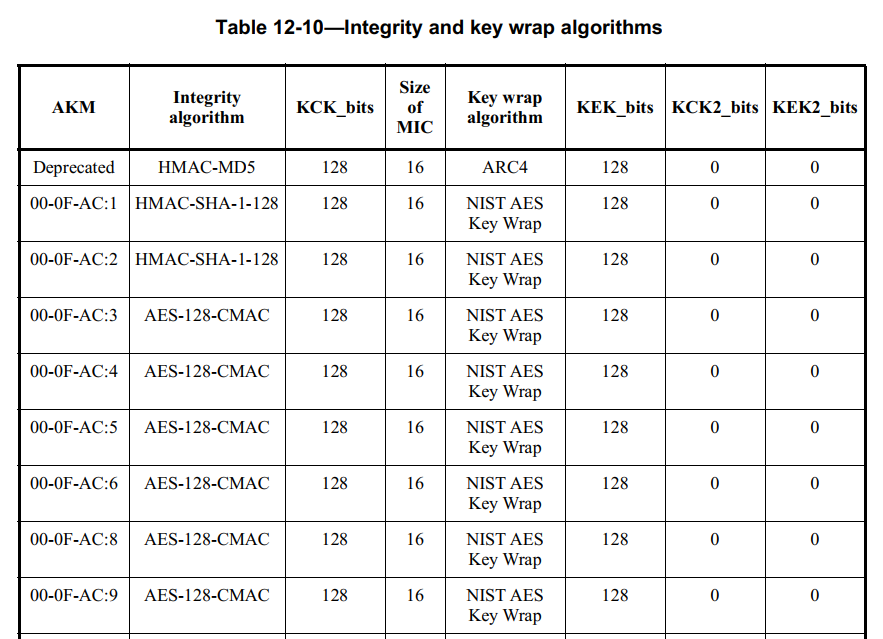 Table 12-10—Integrity and key wrap algorithms
AKM Integrity algorithm KCK_bits Size of MIC Key wrap algorithm KEK_bits KCK2_bits KEK2_bits
Deprecated HMAC-MD5 128 16 ARC4 128 0 0
00-0F-AC:1 HMAC-SHA-1-128 128 16 NIST AES Key Wrap 128 0 0
00-0F-AC:2 HMAC-SHA-1-128 128 16 NIST AES Key Wrap 128 0 0
00-0F-AC:3 AES-128-CMAC 128 16 NIST AES Key Wrap 128 0 0
00-0F-AC:4 AES-128-CMAC 128 16 NIST AES Key Wrap 128 0 0
00-0F-AC:5 AES-128-CMAC 128 16 NIST AES Key Wrap 128 0 0
00-0F-AC:6 AES-128-CMAC 128 16 NIST AES Key Wrap 128 0 0
00-0F-AC:8 AES-128-CMAC 128 16 NIST AES Key Wrap 128 0 0
00-0F-AC:9 AES-128-CMAC 128 16 NIST AES Key Wrap 128 0 0